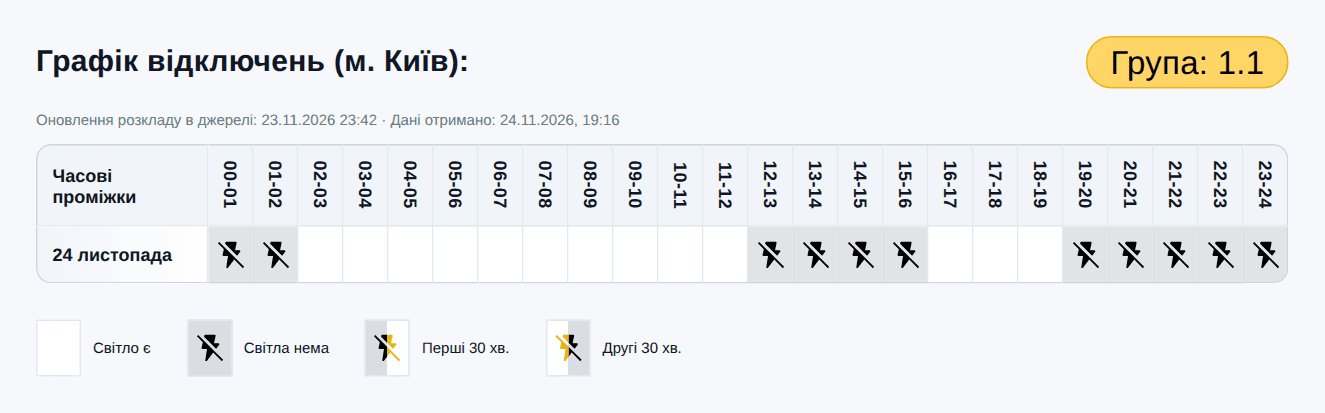 Графік відключень (м. Київ):
Група: 1.1
Оновлення розкладу в джерелі: 23.11.2026 23:42 · Дані отримано: 24.11.2026, 19:16
Часові проміжки 00-01 01-02 02-03 03-04 04-05 05-06 06-07 07-08 08-09 09-10 10-11 11-12 12-13 13-14 14-15 15-16 16-17 17-18 18-19 19-20 20-21 21-22 22-23 23-24
24 листопада
Світло є Світла нема Перші 30 хв. Другі 30 хв.